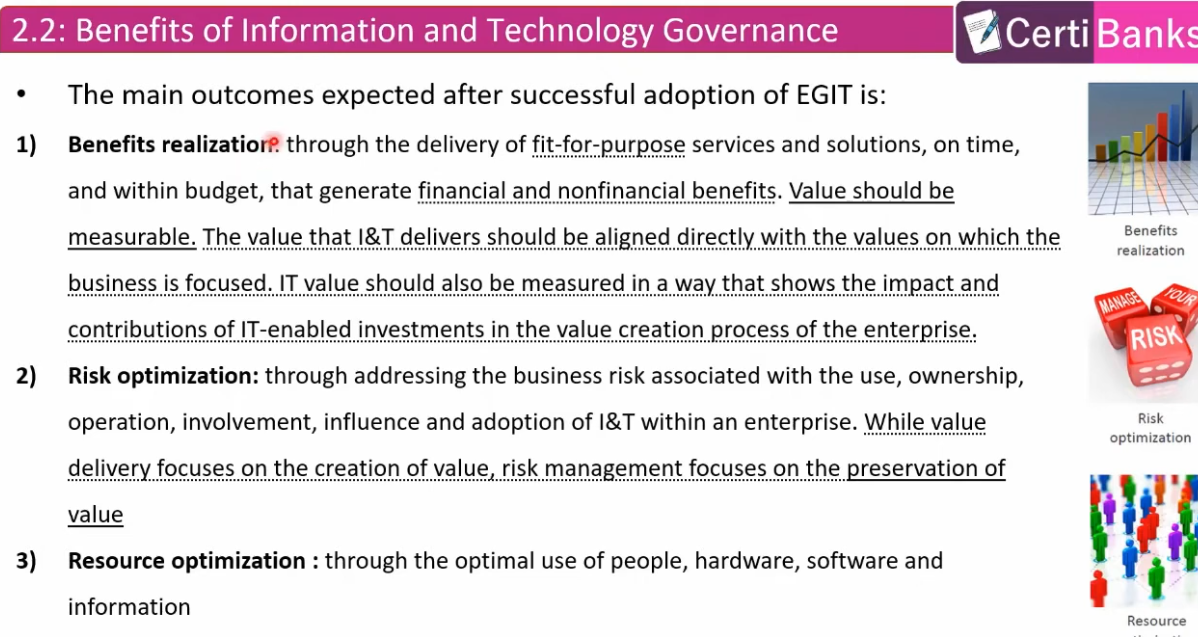 2.2: Benefits of Information and Technology Governance
CertiBanks
• The main outcomes expected after successful adoption of EGIT is:
1) Benefits realization: through the delivery of fit-for-purpose services and solutions, on time,
and within budget, that generate financial and nonfinancial benefits. Value should be
measurable. The value that I&T delivers should be aligned directly with the values on which the
business is focused. IT value should also be measured in a way that shows the impact and
contributions of IT-enabled investments in the value creation process of the enterprise.
2) Risk optimization: through addressing the business risk associated with the use, ownership,
operation, involvement, influence and adoption of I&T within an enterprise. While value
delivery focuses on the creation of value, risk management focuses on the preservation of
value
3) Resource optimization : through the optimal use of people, hardware, software and
information
Benefits
realization
MANAGE
YOUR
RISK
Risk
optimization
Resource